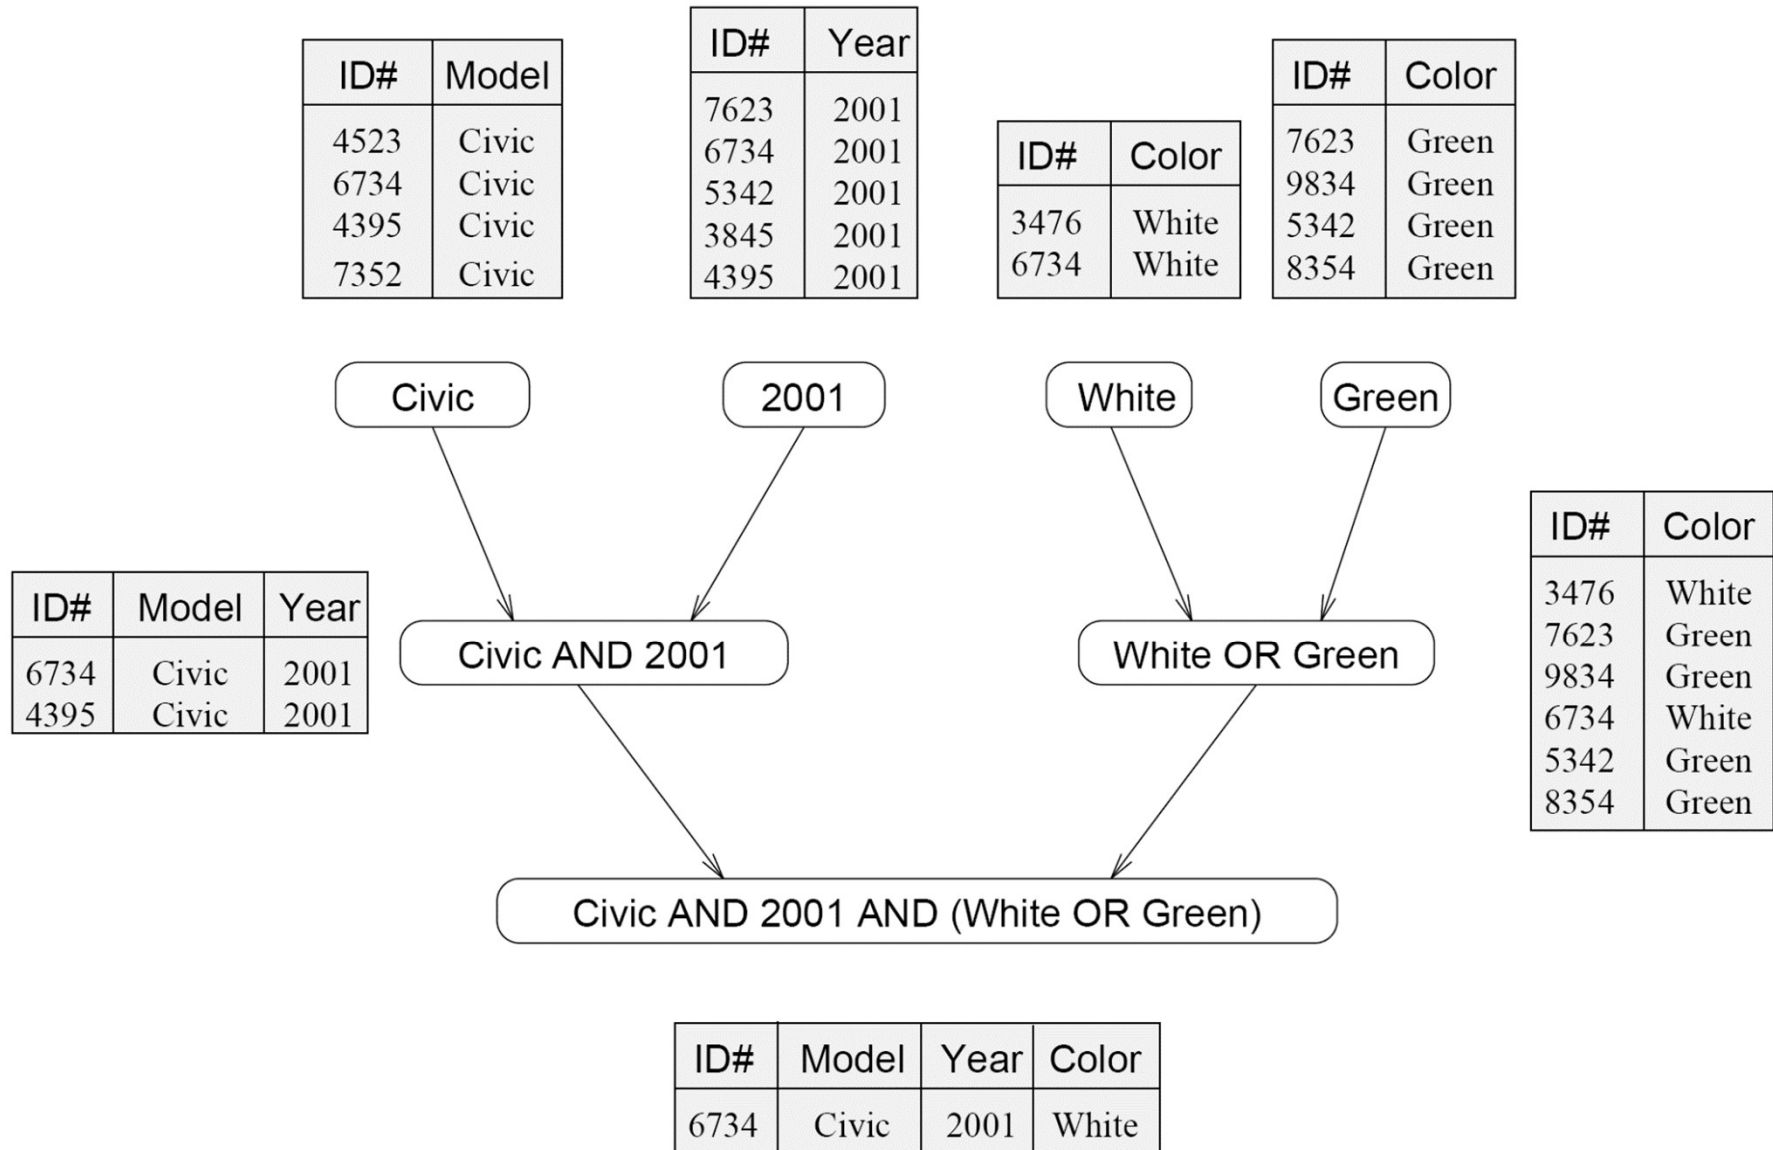 ID# Model
4523 Civic
6734 Civic
4395 Civic
7352 Civic
ID# Year
7623 2001
6734 2001
5342 2001
3845 2001
4395 2001
ID# Color
3476 White
6734 White
ID# Color
7623 Green
9834 Green
5342 Green
8354 Green
Civic
2001
White
Green
ID# Model Year
6734 Civic 2001
4395 Civic 2001
Civic AND 2001
White OR Green
ID# Color
3476 White
7623 Green
9834 Green
6734 White
5342 Green
8354 Green
Civic AND 2001 AND (White OR Green)
ID# Model Year Color
6734 Civic 2001 White